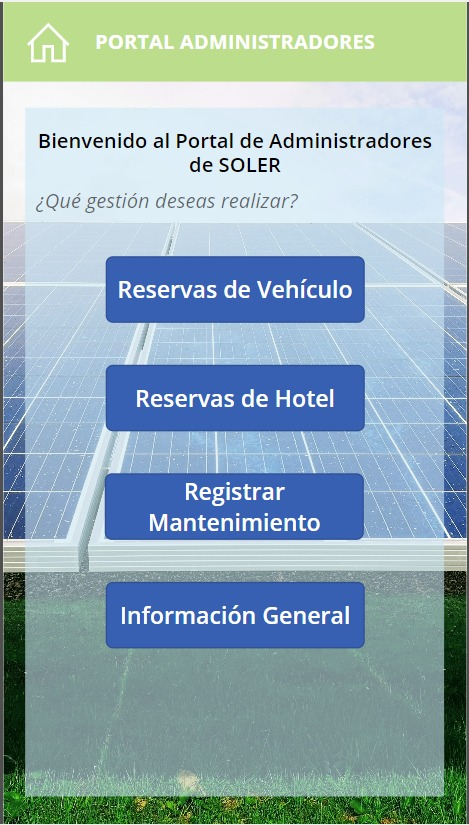 PORTAL ADMINISTRADORES
Bienvenido al Portal de Administradores
de SOLER
¿Qué gestión deseas realizar?
Reservas de Vehículo
Reservas de Hotel
Registrar
Mantenimiento
Información General